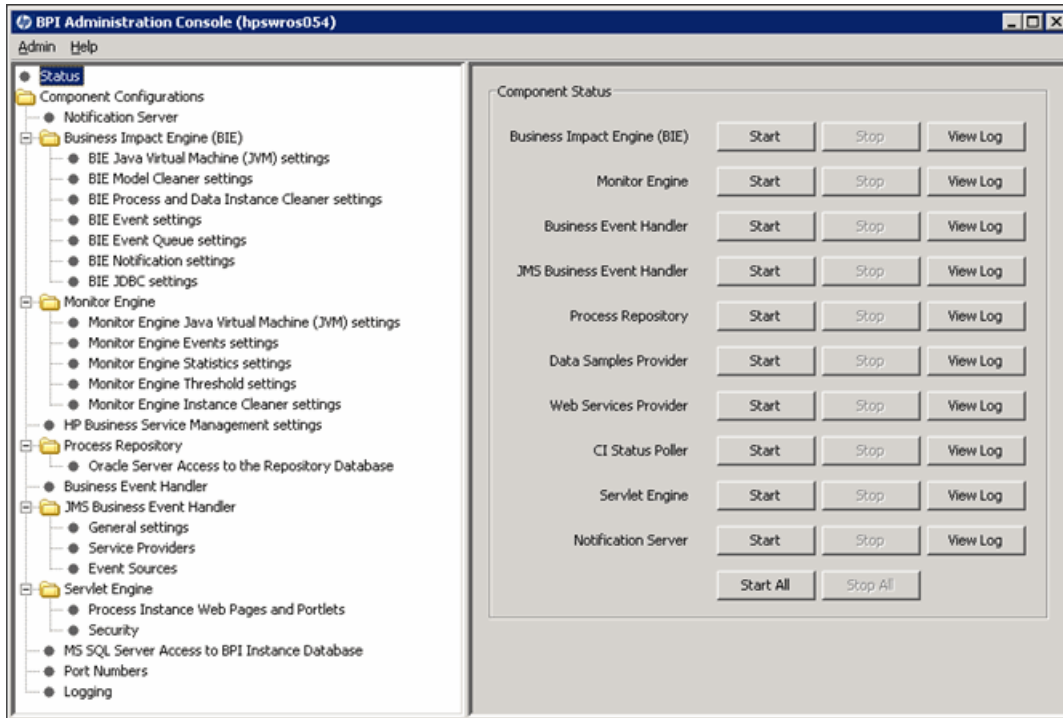 BPI Administration Console (hpswros054)
Admin Help
Status
Component Configurations
Notification Server
Business Impact Engine (BIE)
BIE Java Virtual Machine (JVM) settings
BIE Model Cleaner settings
BIE Process and Data Instance Cleaner settings
BIE Event settings
BIE Event Queue settings
BIE Notification settings
BIE JDBC settings
Monitor Engine
Monitor Engine Java Virtual Machine (JVM) settings
Monitor Engine Events settings
Monitor Engine Statistics settings
Monitor Engine Threshold settings
Monitor Engine Instance Cleaner settings
HP Business Service Management settings
Process Repository
Oracle Server Access to the Repository Database
Business Event Handler
JMS Business Event Handler
General settings
Service Providers
Event Sources
Servlet Engine
Process Instance Web Pages and Portlets
Security
MS SQL Server Access to BPI Instance Database
Port Numbers
Logging
Component Status
Business Impact Engine (BIE) Start Stop View Log
Monitor Engine Start Stop View Log
Business Event Handler Start Stop View Log
JMS Business Event Handler Start Stop View Log
Process Repository Start Stop View Log
Data Samples Provider Start Stop View Log
Web Services Provider Start Stop View Log
CI Status Poller Start Stop View Log
Servlet Engine Start Stop View Log
Notification Server Start Stop View Log
Start All Stop All